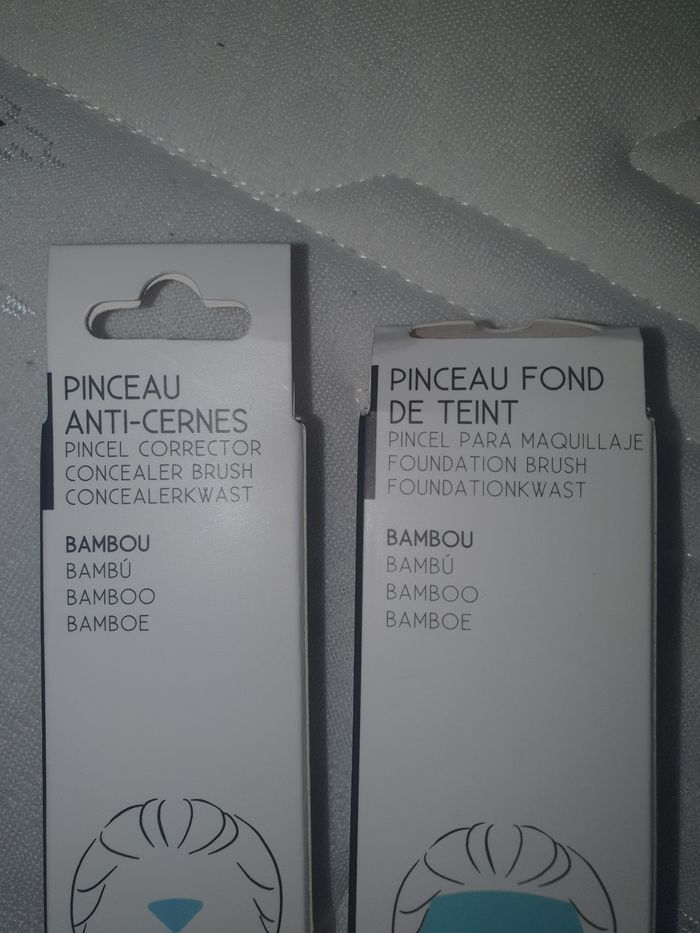 PINCEAU
ANTI-CERNES
PINCEL CORRECTOR
CONCEALER BRUSH
CONCEALERKWAST
BAMBOU
BAMBÚ
BAMBOO
BAMBOE
PINCEAU FOND
DE TEINT
PINCEL PARA MAQUILLAJE
FOUNDATION BRUSH
FOUNDATIONKWAST
BAMBOU
BAMBÚ
BAMBOO
BAMBOE